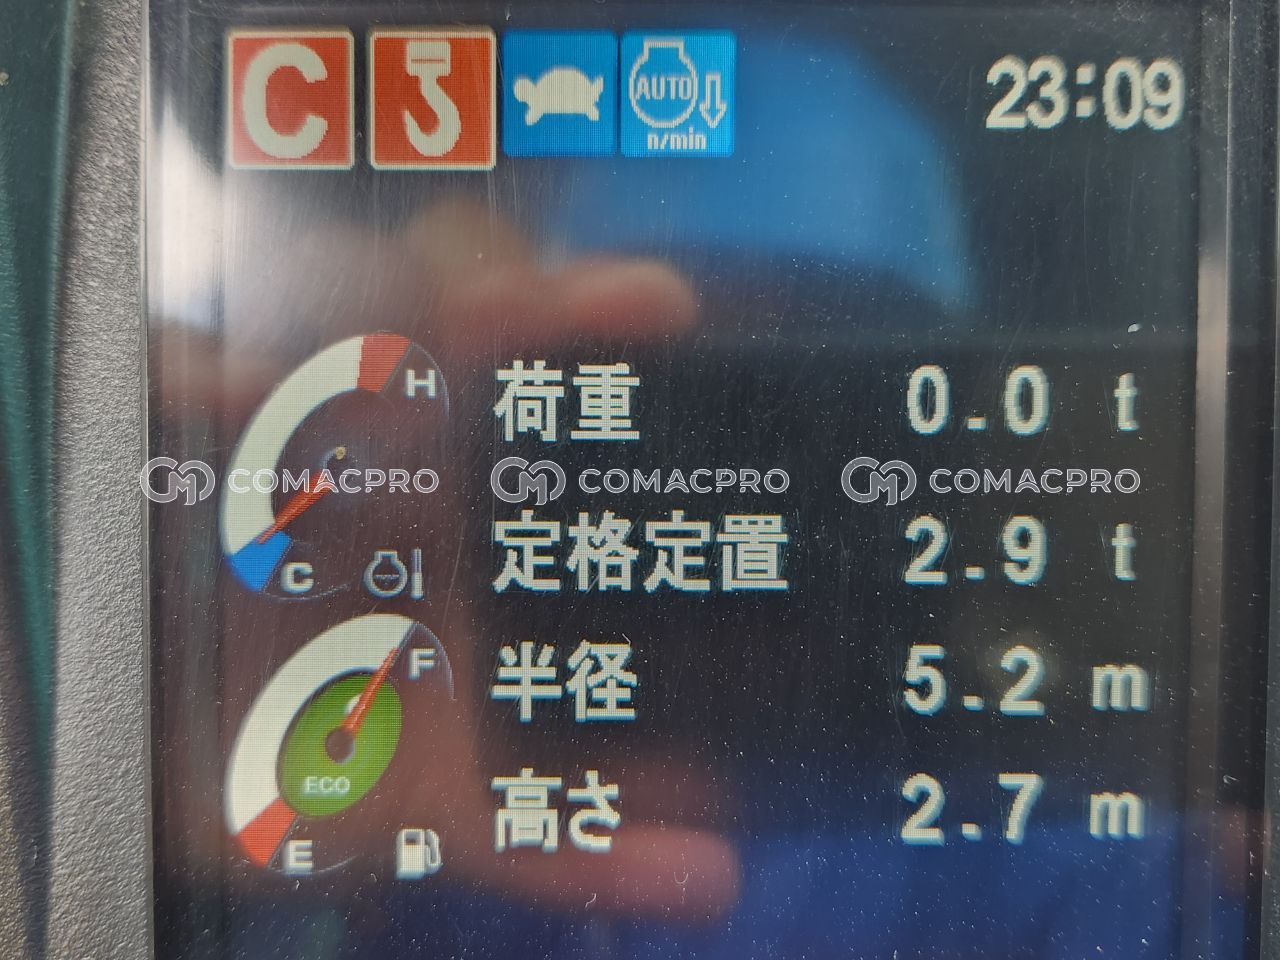 C
AUTO
n/min
23:09
H
荷重 0.0 t
COMACPRO COMACPRO COMACPRO
定格定置 2.9 t
C
F
半径 5.2 m
ECO
高さ 2.7 m
E